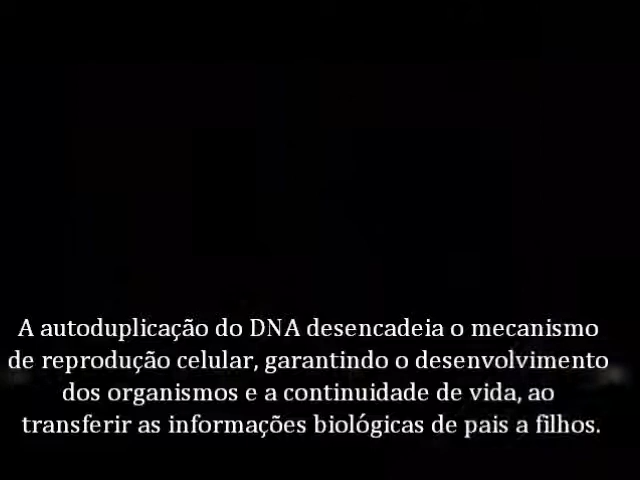 A autoduplicação do DNA desencadeia o mecanismo
de reprodução celular, garantindo o desenvolvimento
dos organismos e a continuidade de vida, ao
transferir as informações biológicas de pais a filhos.